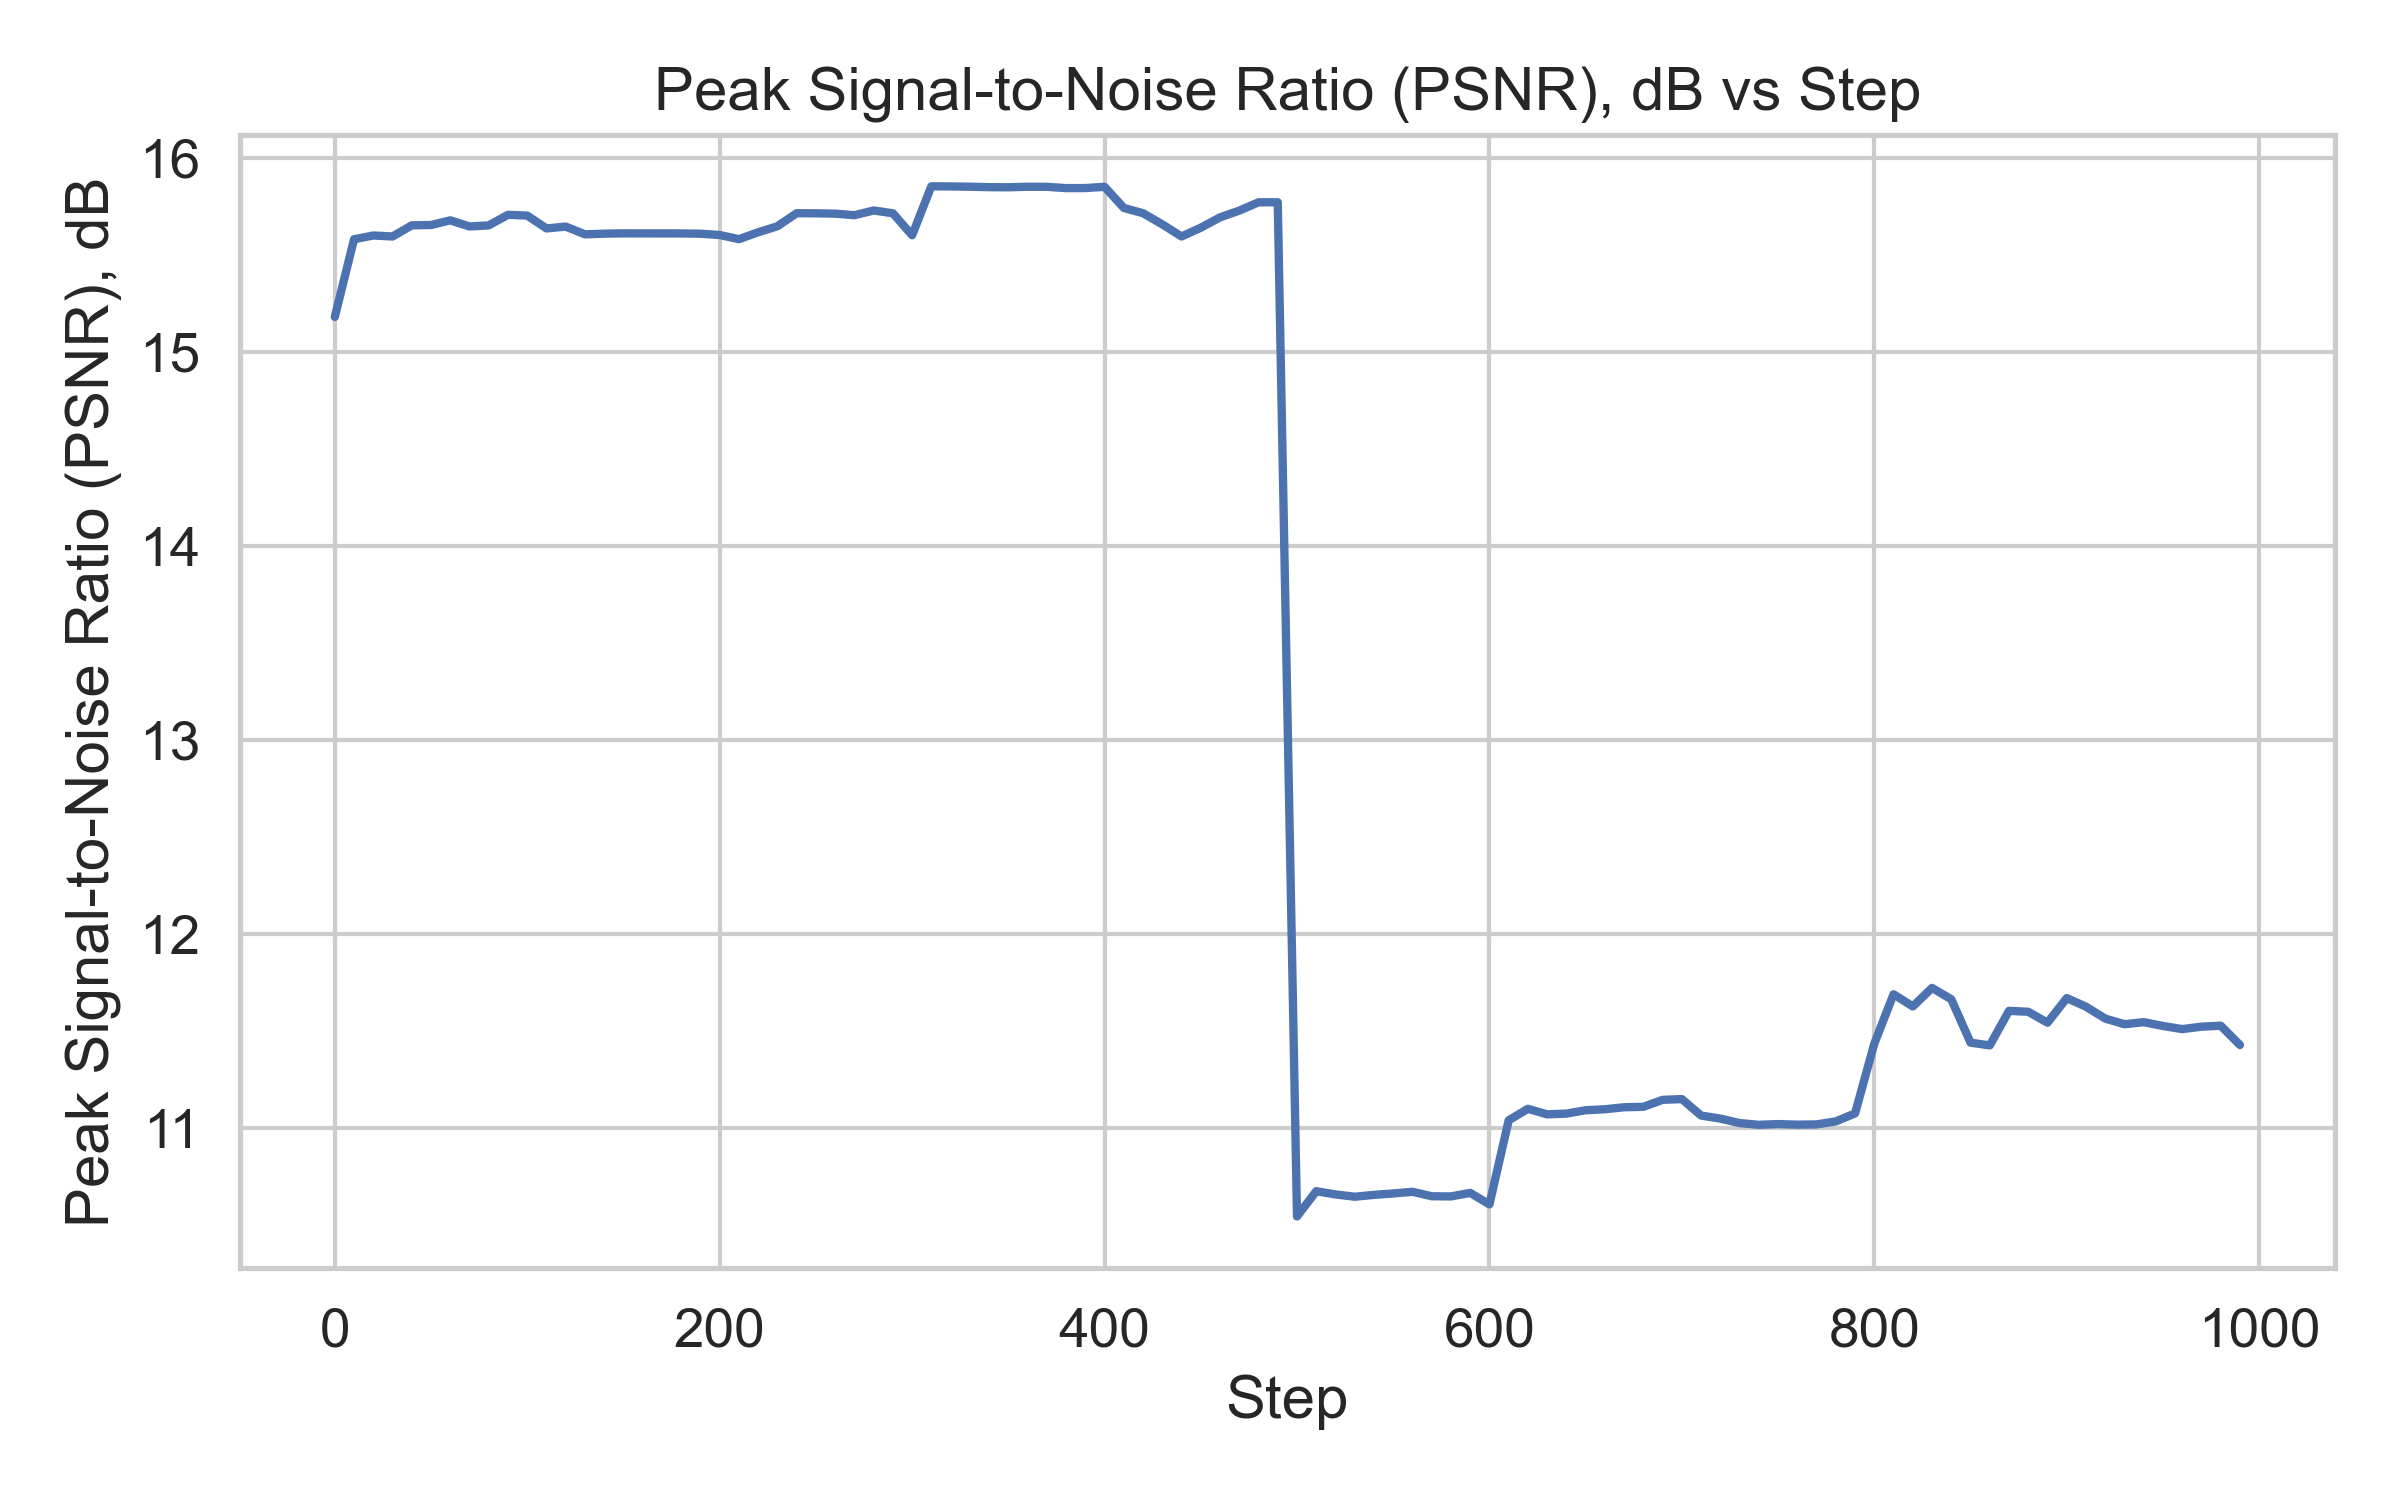 Peak Signal-to-Noise Ratio (PSNR), dB vs Step
Peak Signal-to-Noise Ratio (PSNR), dB
16
15
14
13
12
11
0 200 400 600 800 1000
Step